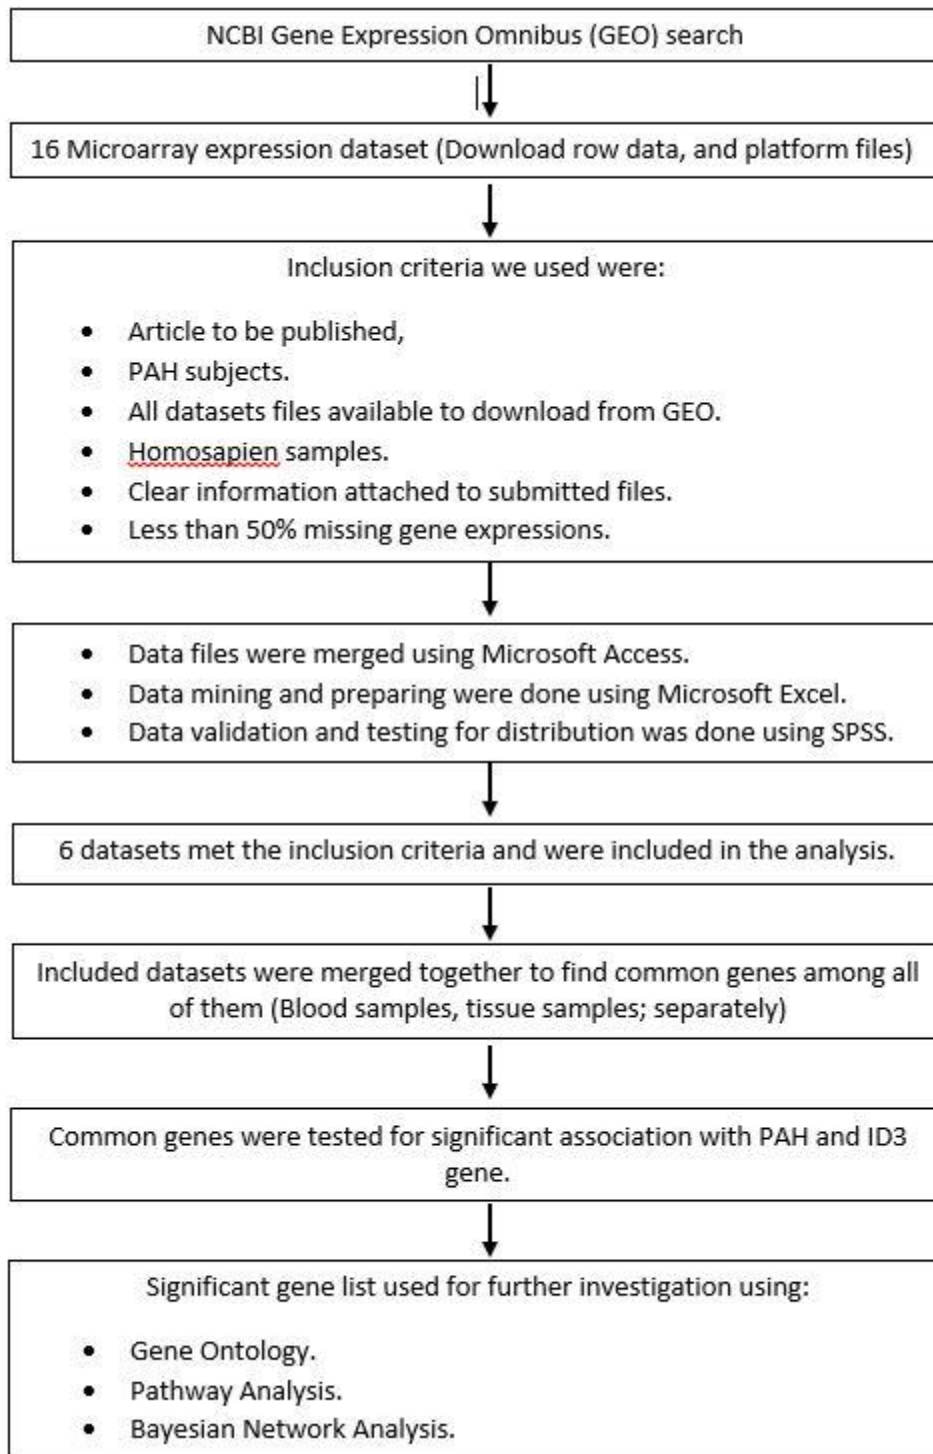 NCBI Gene Expression Omnibus (GEO) search
16 Microarray expression dataset (Download row data, and platform files)
Inclusion criteria we used were:
• Article to be published,
• PAH subjects.
• All datasets files available to download from GEO.
• Homosapien samples.
• Clear information attached to submitted files.
• Less than 50% missing gene expressions.
• Data files were merged using Microsoft Access.
• Data mining and preparing were done using Microsoft Excel.
• Data validation and testing for distribution was done using SPSS.
6 datasets met the inclusion criteria and were included in the analysis.
Included datasets were merged together to find common genes among all
of them (Blood samples, tissue samples; separately)
Common genes were tested for significant association with PAH and ID3
gene.
Significant gene list used for further investigation using:
• Gene Ontology.
• Pathway Analysis.
• Bayesian Network Analysis.